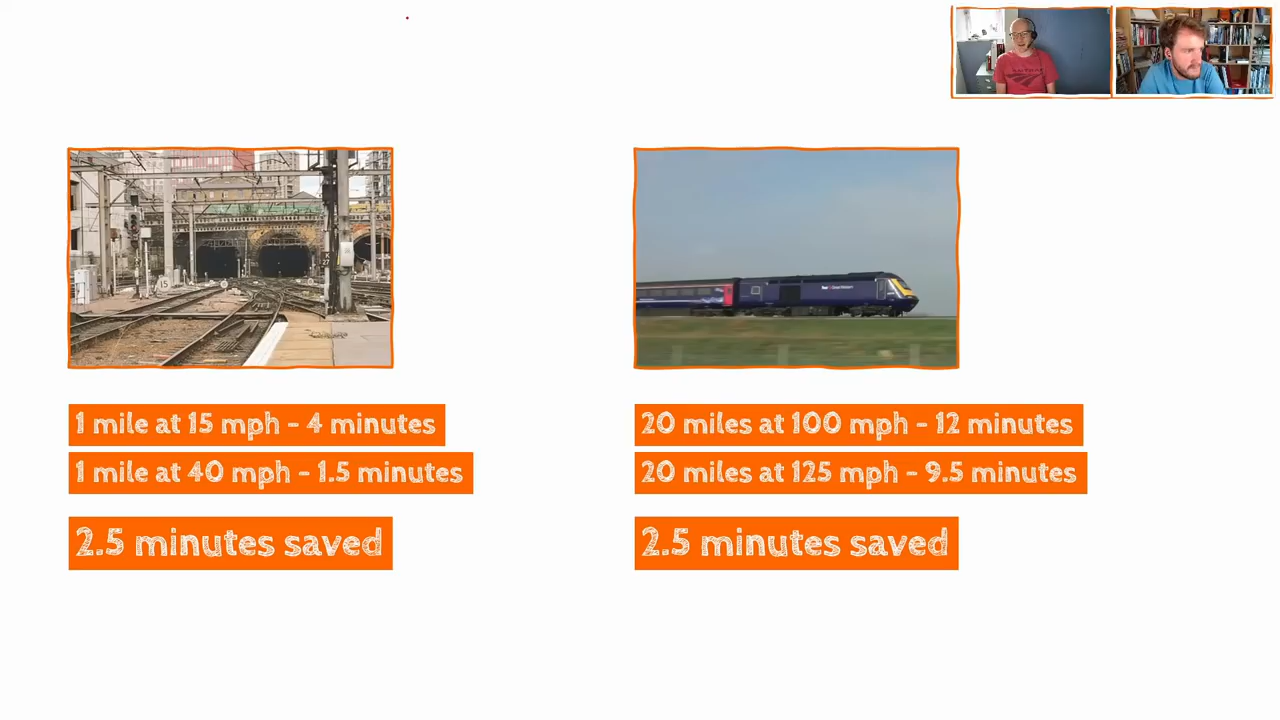 1 mile at 15 mph - 4 minutes
1 mile at 40 mph - 1.5 minutes
2.5 minutes saved
20 miles at 100 mph - 12 minutes
20 miles at 125 mph - 9.5 minutes
2.5 minutes saved